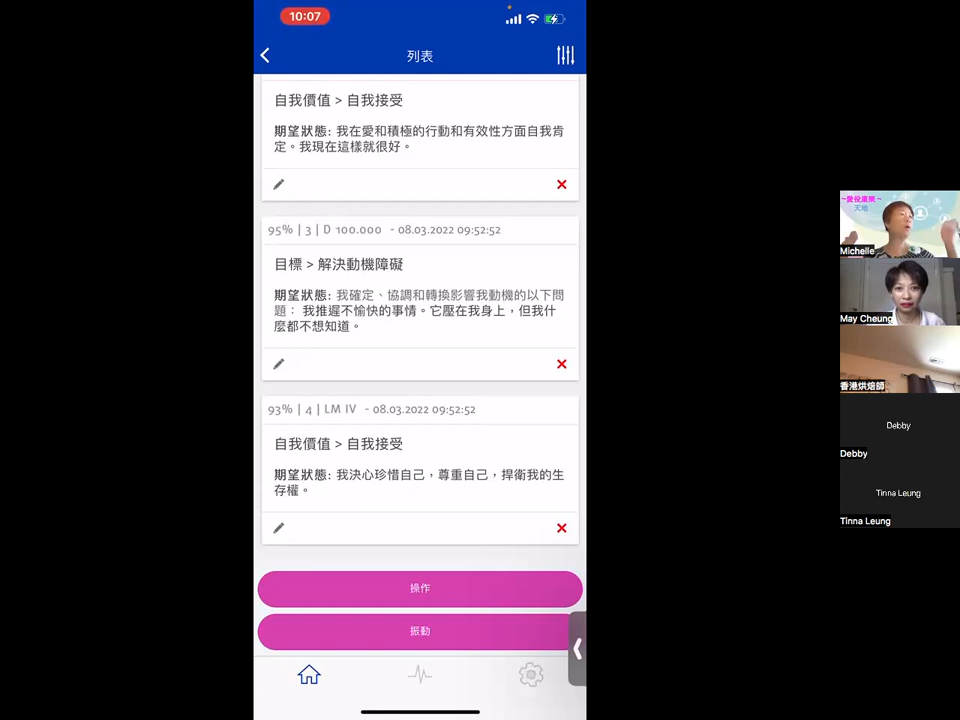 10:07
列表
自我價值 > 自我接受
期望狀態: 我在愛和積極的行動和有效性方面自我肯
定。我現在這樣就很好。
95% | 3 | D 100.000 - 08.03.2022 09:52:52
目標 > 解決動機障礙
期望狀態: 我確定、協調和轉換影響我動機的以下問
題： 我推遲不愉快的事情。它壓在我身上，但我什
麼都不想知道。
93% | 4 | LM IV - 08.03.2022 09:52:52
自我價值 > 自我接受
期望狀態: 我決心珍惜自己，尊重自己，捍衛我的生
存權。
操作
振動
~愛俊康樂~
天地
Michelle
May Cheung
香港烘焙師
Debby
Debby
Tinna Leung
Tinna Leung